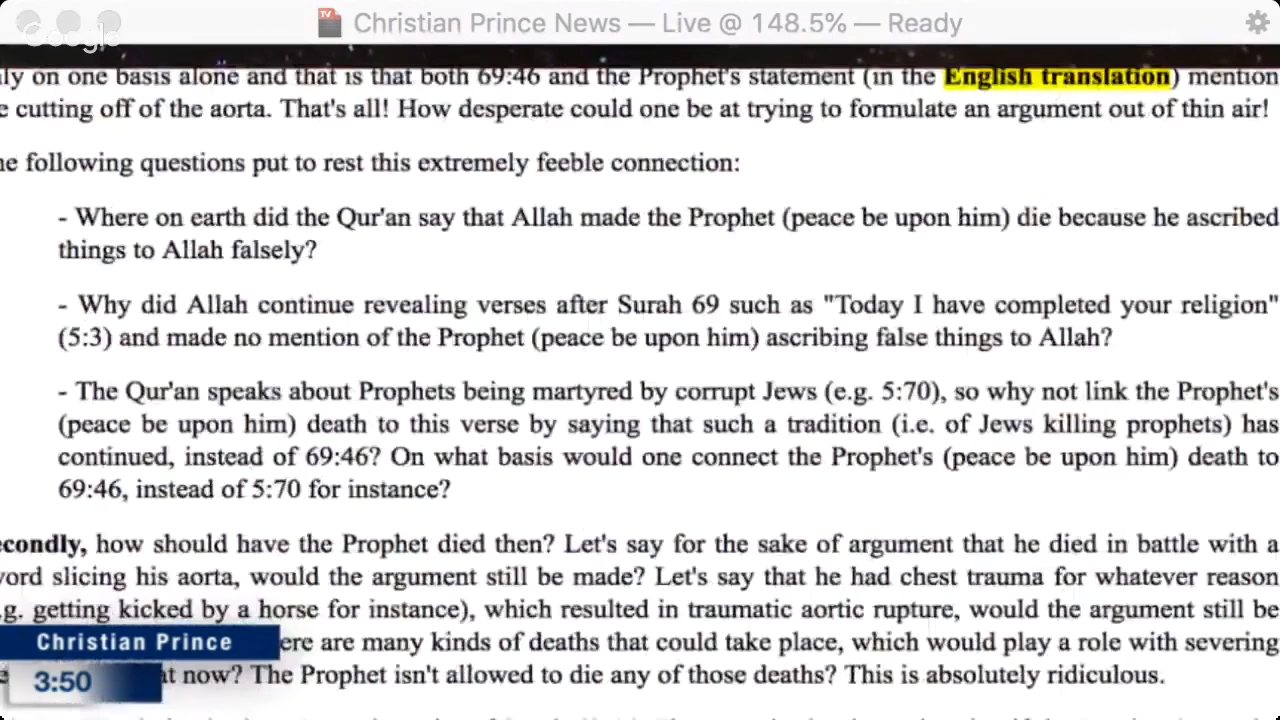 Christian Prince News — Live @ 148.5% — Ready
Google
ly on one basis alone and that is that both 69:46 and the Prophet's statement (in the English translation) mention
e cutting off of the aorta. That's all! How desperate could one be at trying to formulate an argument out of thin air!
he following questions put to rest this extremely feeble connection:
- Where on earth did the Qur'an say that Allah made the Prophet (peace be upon him) die because he ascribed
things to Allah falsely?
- Why did Allah continue revealing verses after Surah 69 such as "Today I have completed your religion"
(5:3) and made no mention of the Prophet (peace be upon him) ascribing false things to Allah?
- The Qur'an speaks about Prophets being martyred by corrupt Jews (e.g. 5:70), so why not link the Prophet's
(peace be upon him) death to this verse by saying that such a tradition (i.e. of Jews killing prophets) has
continued, instead of 69:46? On what basis would one connect the Prophet's (peace be upon him) death to
69:46, instead of 5:70 for instance?
econdly, how should have the Prophet died then? Let's say for the sake of argument that he died in battle with a
word slicing his aorta, would the argument still be made? Let's say that he had chest trauma for whatever reason
.g. getting kicked by a horse for instance), which resulted in traumatic aortic rupture, would the argument still be
Christian Prince ere are many kinds of deaths that could take place, which would play a role with severing
3:50 at now? The Prophet isn't allowed to die any of those deaths? This is absolutely ridiculous.